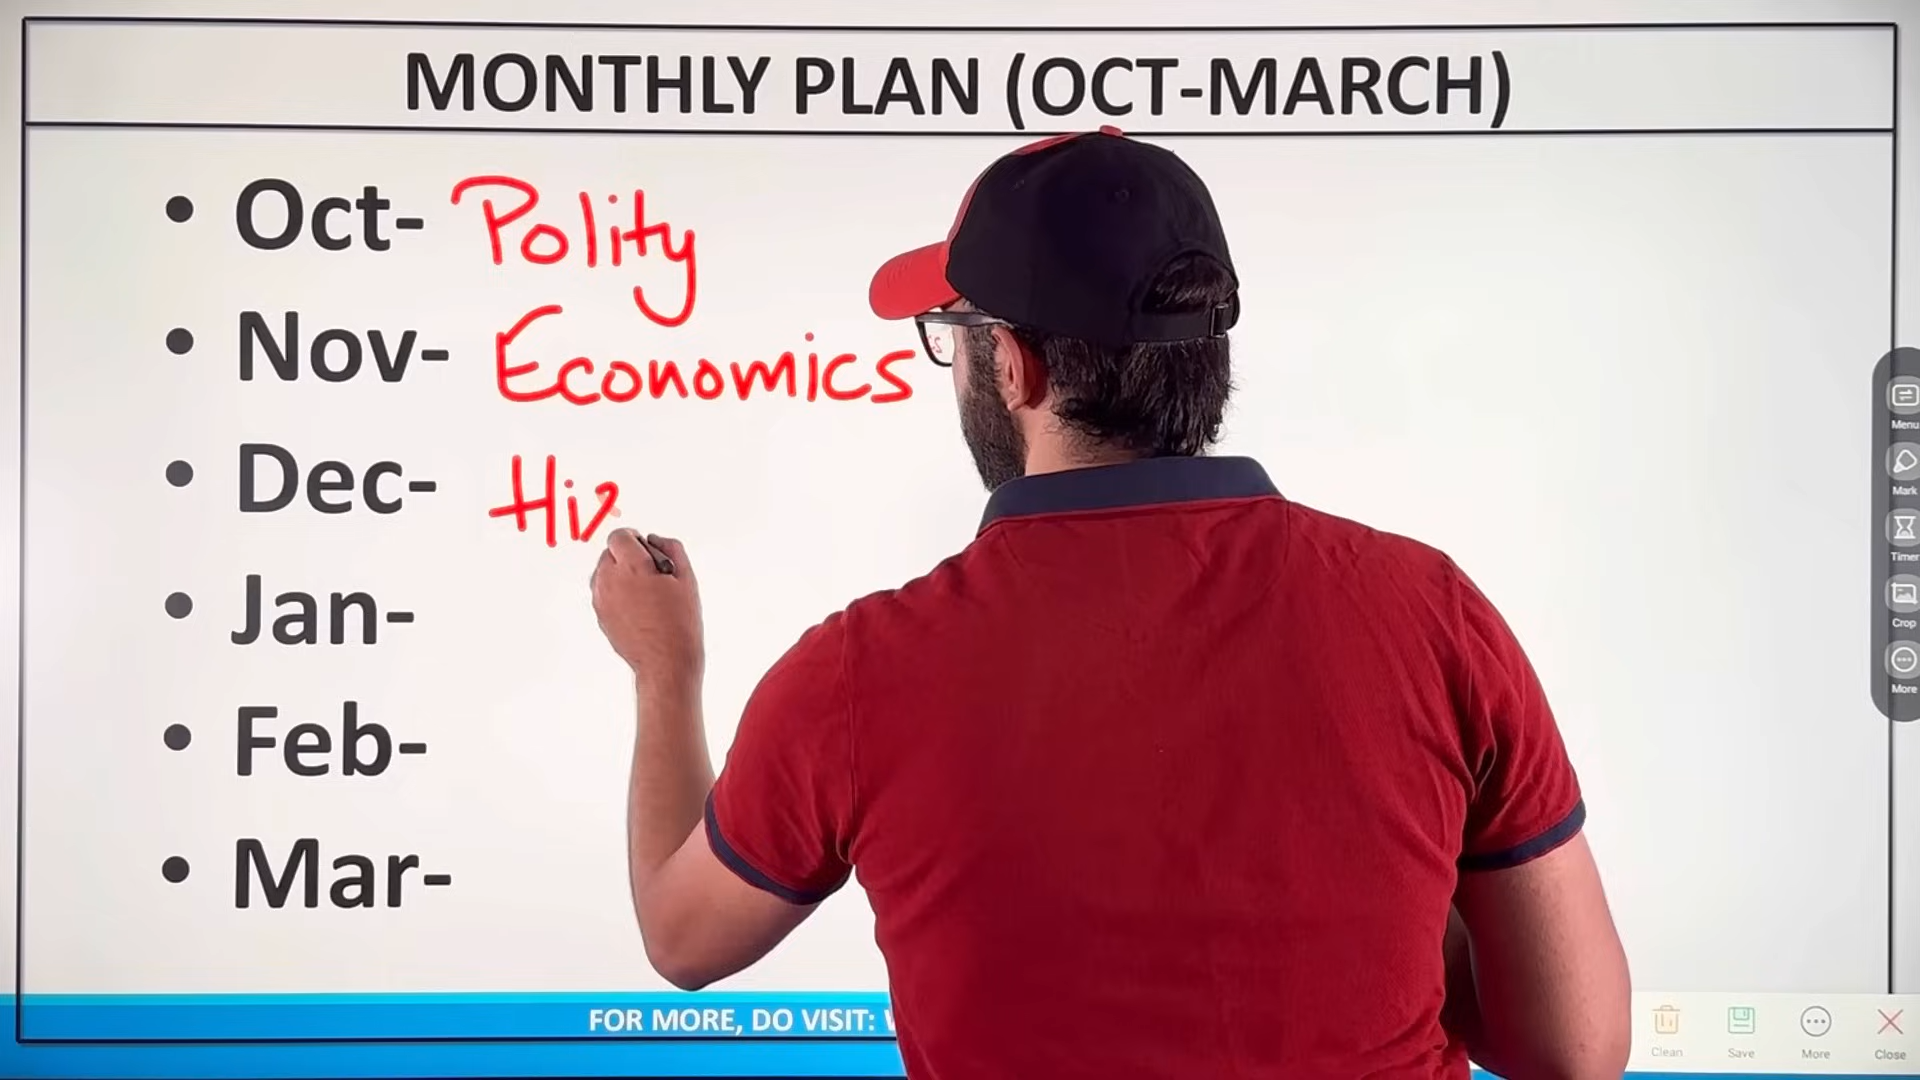 MONTHLY PLAN (OCT-MARCH)
• Oct- Polity
• Nov- Economics
• Dec- His
• Jan-
• Feb-
• Mar-
FOR MORE, DO VISIT:
Menu
Mark
Timer
Crop
More
Clean
Save
More
Close